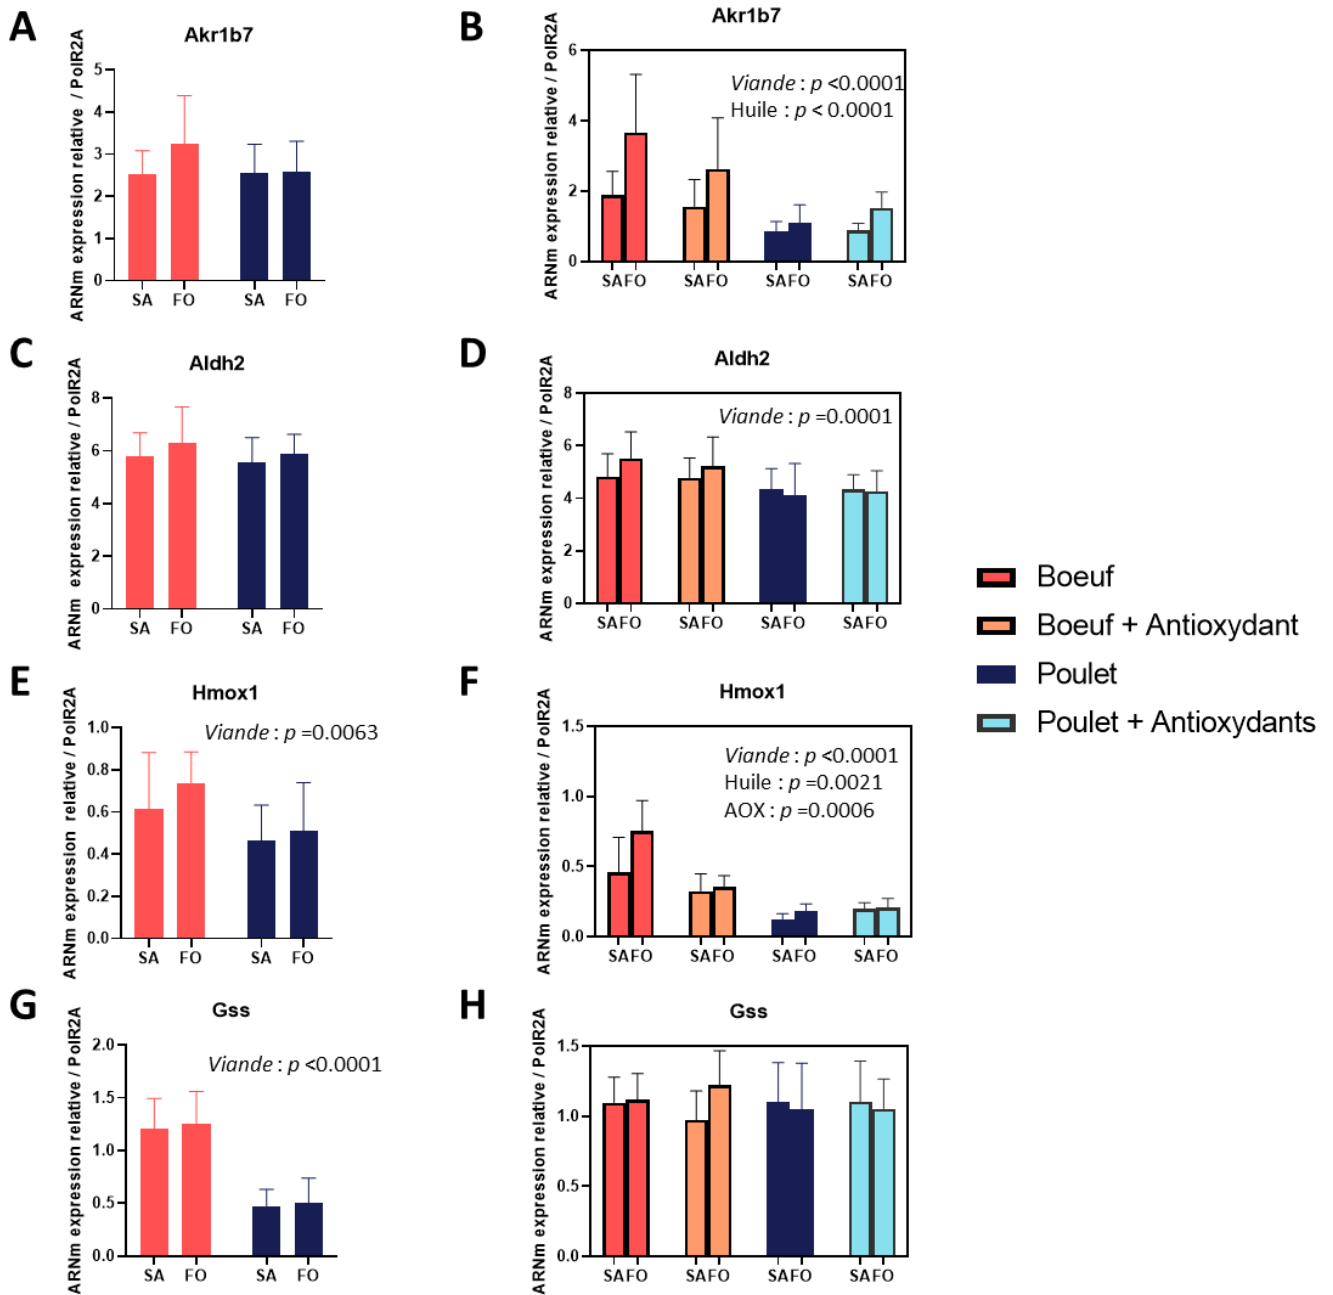 A
Akr1b7
ARNm expression relative / PolR2A
5
4
3
2
1
0
SA FO SA FO
B
Akr1b7
ARNm expression relative / PolR2A
6
4
2
0
Viande : p <0.0001
Huile : p < 0.0001
SAFO SAFO SAFO SAFO
C
Aldh2
ARNm expression relative / PolR2A
8
6
4
2
0
SA FO SA FO
D
Aldh2
ARNm expression relative / PolR2A
8
6
4
2
0
Viande : p =0.0001
SAFO SAFO SAFO SAFO
E
Hmox1
ARNm expression relative / PolR2A
1.0
0.8
0.6
0.4
0.2
0.0
Viande : p =0.0063
SA FO SA FO
F
Hmox1
ARNm expression relative / PolR2A
1.5
1.0
0.5
0.0
Viande : p <0.0001
Huile : p =0.0021
AOX : p =0.0006
SAFO SAFO SAFO SAFO
G
Gss
ARNm expression relative / PolR2A
2.0
1.5
1.0
0.5
0.0
Viande : p <0.0001
SA FO SA FO
H
Gss
ARNm expression relative / PolR2A
1.5
1.0
0.5
0.0
SAFO SAFO SAFO SAFO
Boeuf
Boeuf + Antioxydant
Poulet
Poulet + Antioxydants